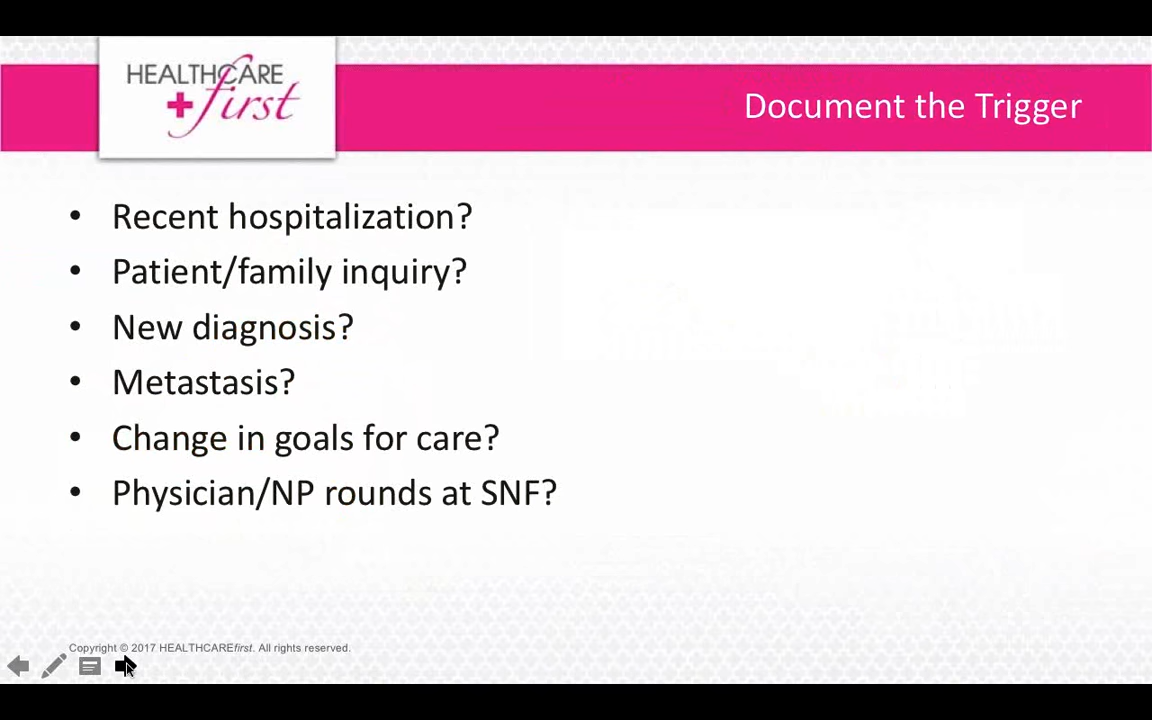 HEALTHCARE
first
Document the Trigger
• Recent hospitalization?
• Patient/family inquiry?
• New diagnosis?
• Metastasis?
• Change in goals for care?
• Physician/NP rounds at SNF?
Copyright © 2017 HEALTHCAREfirst. All rights reserved.